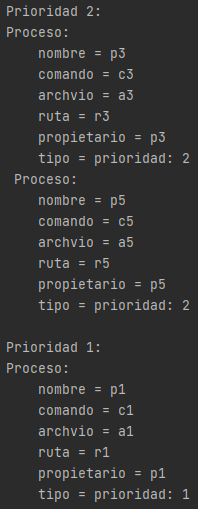 Prioridad 2:
Proceso:
nombre = p3
comando = c3
archvio = a3
ruta = r3
propietario = p3
tipo = prioridad: 2
Proceso:
nombre = p5
comando = c5
archvio = a5
ruta = r5
propietario = p5
tipo = prioridad: 2
Prioridad 1:
Proceso:
nombre = p1
comando = c1
archvio = a1
ruta = r1
propietario = p1
tipo = prioridad: 1